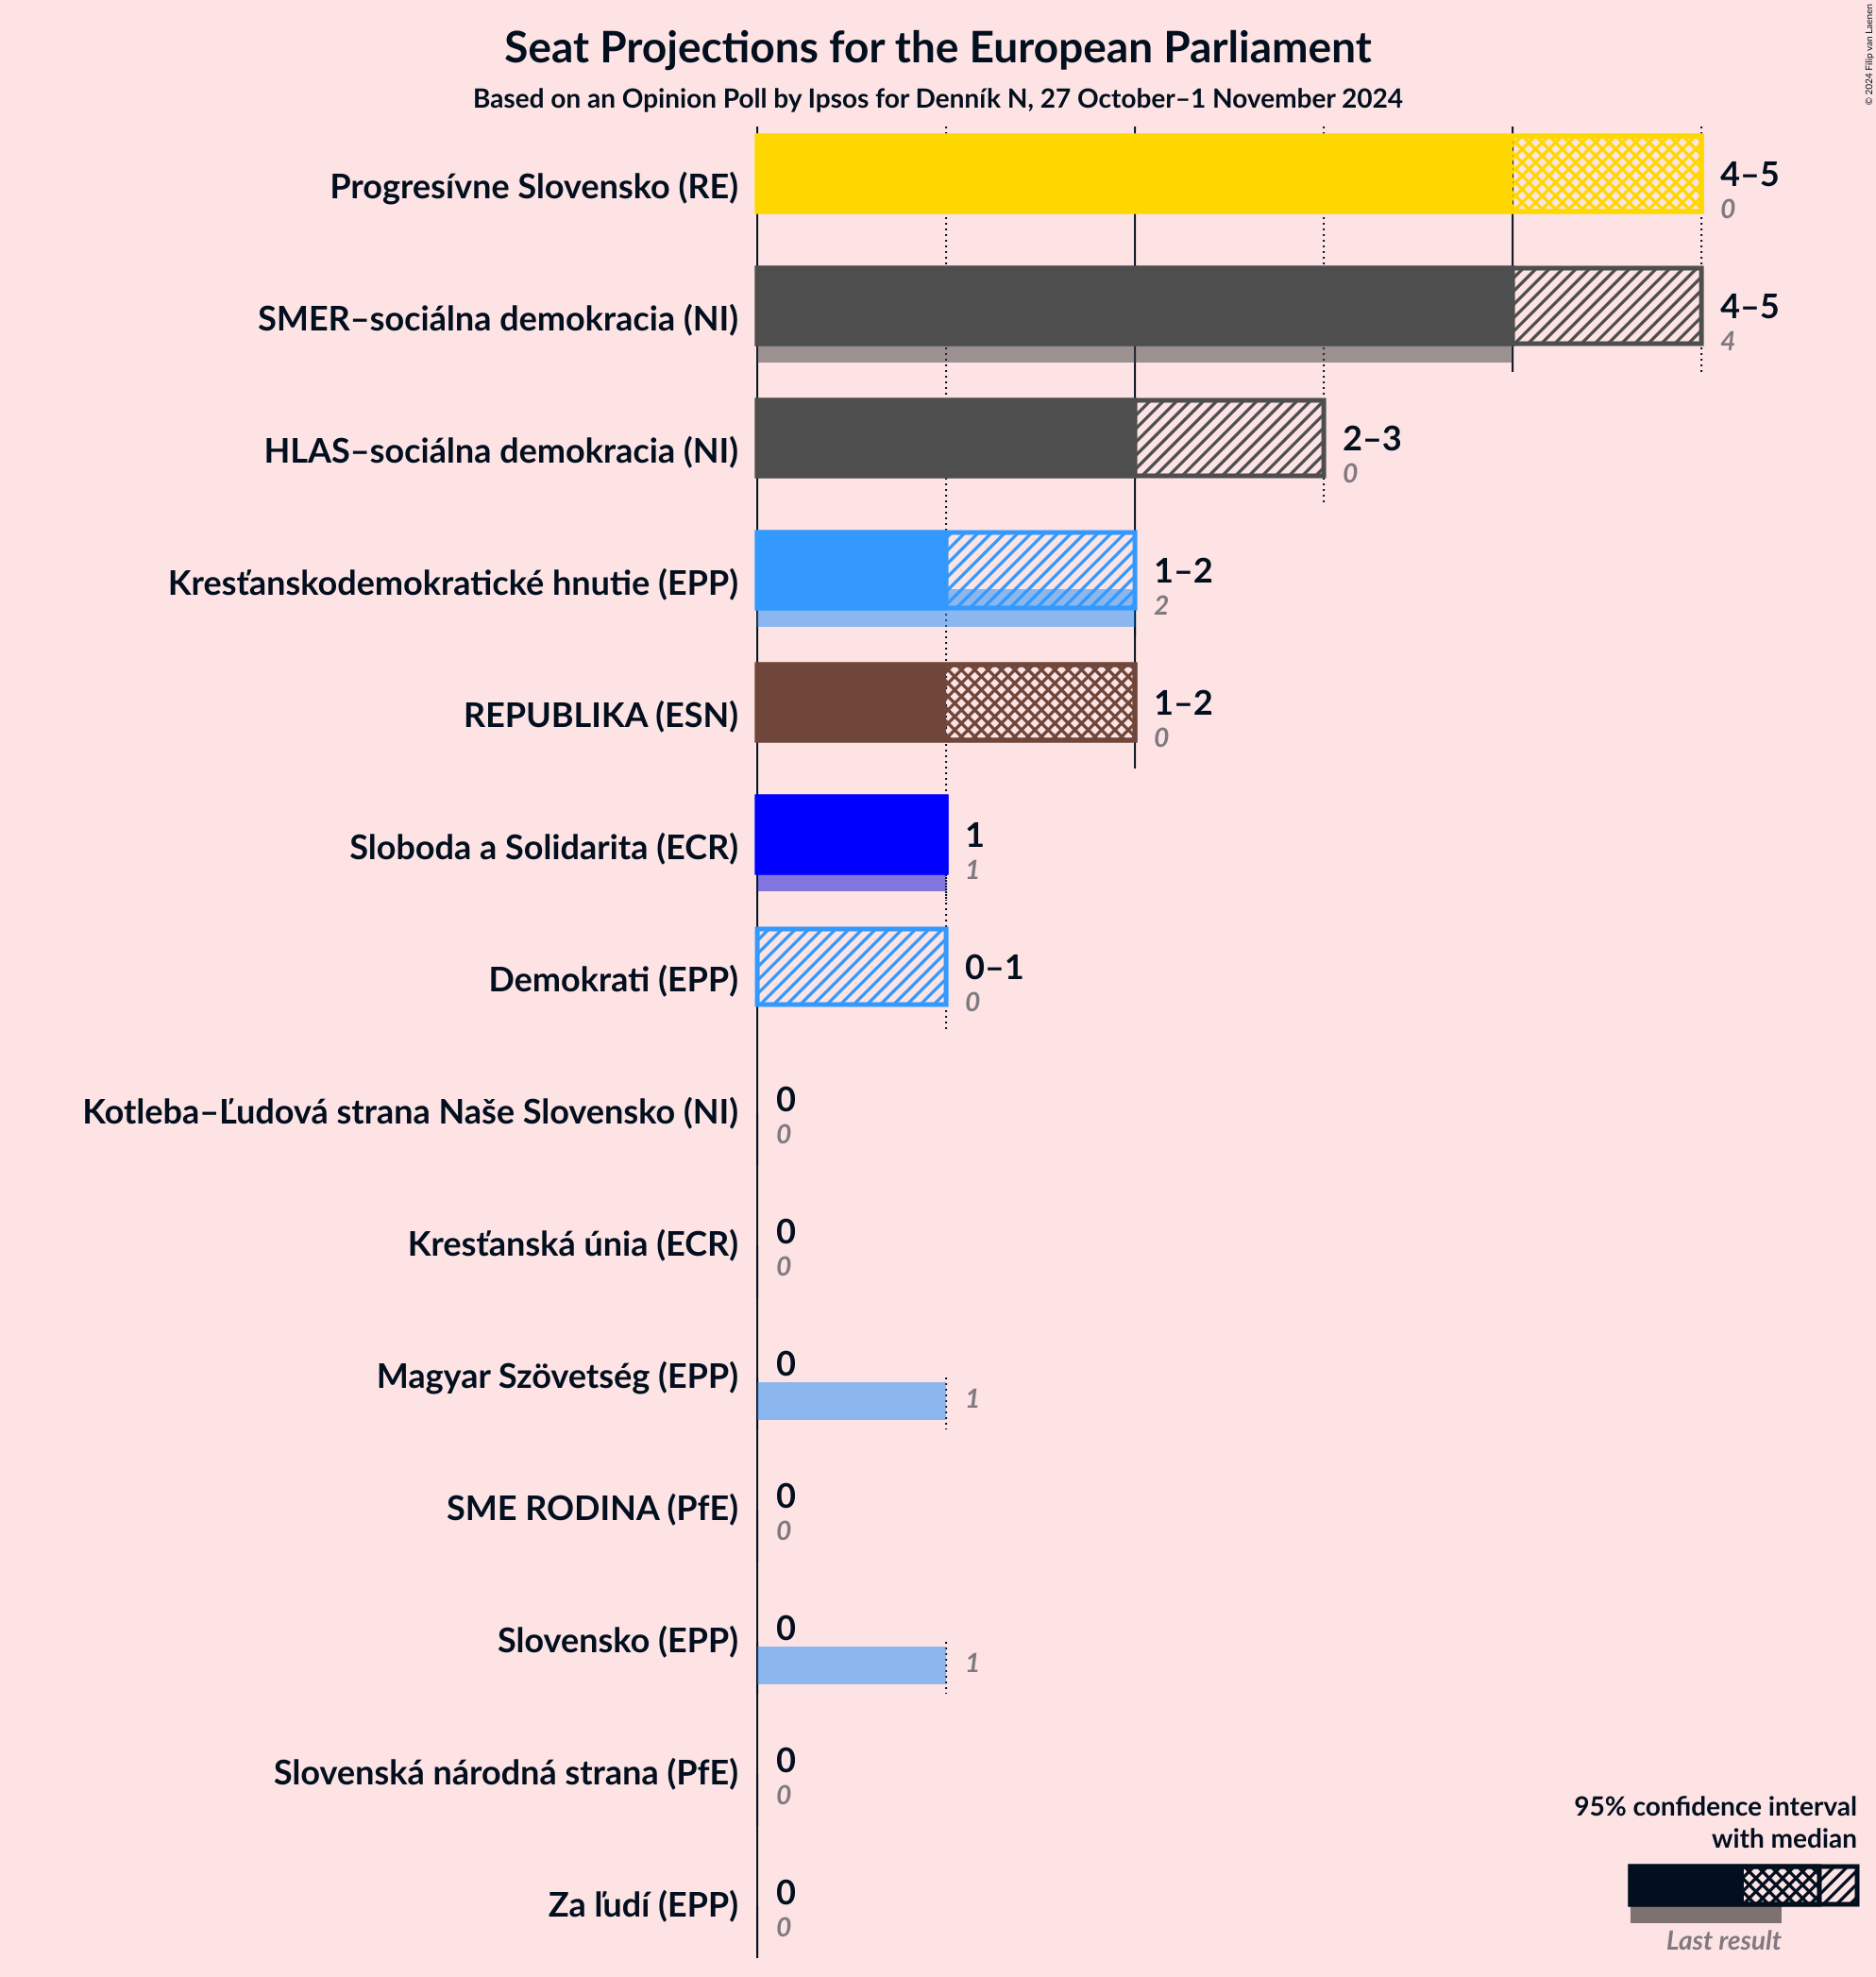 Seat Projections for the European Parliament
Based on an Opinion Poll by Ipsos for Denník N, 27 October–1 November 2024
© 2024 Filip van Laenen
Progresívne Slovensko (RE)
4–5
0
SMER–sociálna demokracia (NI)
4–5
4
HLAS–sociálna demokracia (NI)
2–3
0
Kresťanskodemokratické hnutie (EPP)
1–2
2
REPUBLIKA (ESN)
1–2
0
Sloboda a Solidarita (ECR)
1
1
Demokrati (EPP)
0–1
0
Kotleba–Ľudová strana Naše Slovensko (NI)
0
0
Kresťanská únia (ECR)
0
0
Magyar Szövetség (EPP)
0
1
SME RODINA (PfE)
0
0
Slovensko (EPP)
0
1
Slovenská národná strana (PfE)
0
0
Za ľudí (EPP)
0
0
95% confidence interval
with median
Last result